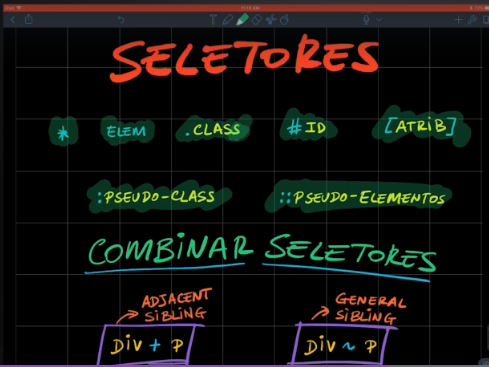 SELETORES
* ELEM .CLASS #ID [ATRIB]
:PSEUDO-CLASS ::PSEUDO-ELEMENTOS
COMBINAR SELETORES
ADJACENT SIBLING
GENERAL SIBLING
Div + P
Div ~ P